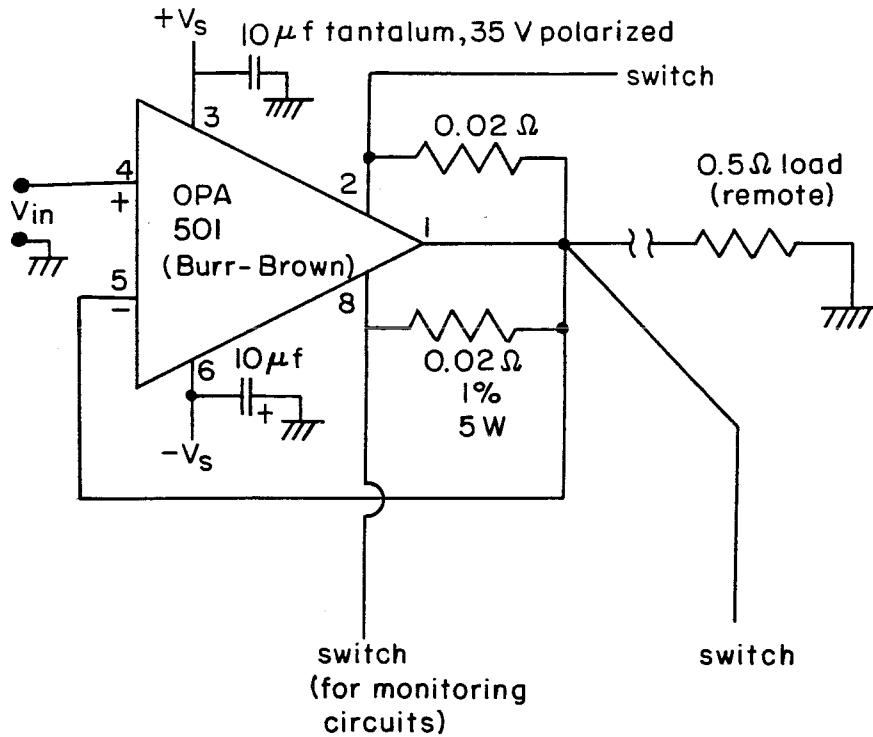 +Vs
10 μf tantalum, 35 V polarized
switch
3
0.02 Ω
0.5 Ω load
(remote)
4
+
2
Vin
OPA
501
(Burr-Brown)
1
5
−
8
6
10 μf
+
−Vs
0.02 Ω
1%
5 W
switch
(for monitoring
circuits)
switch